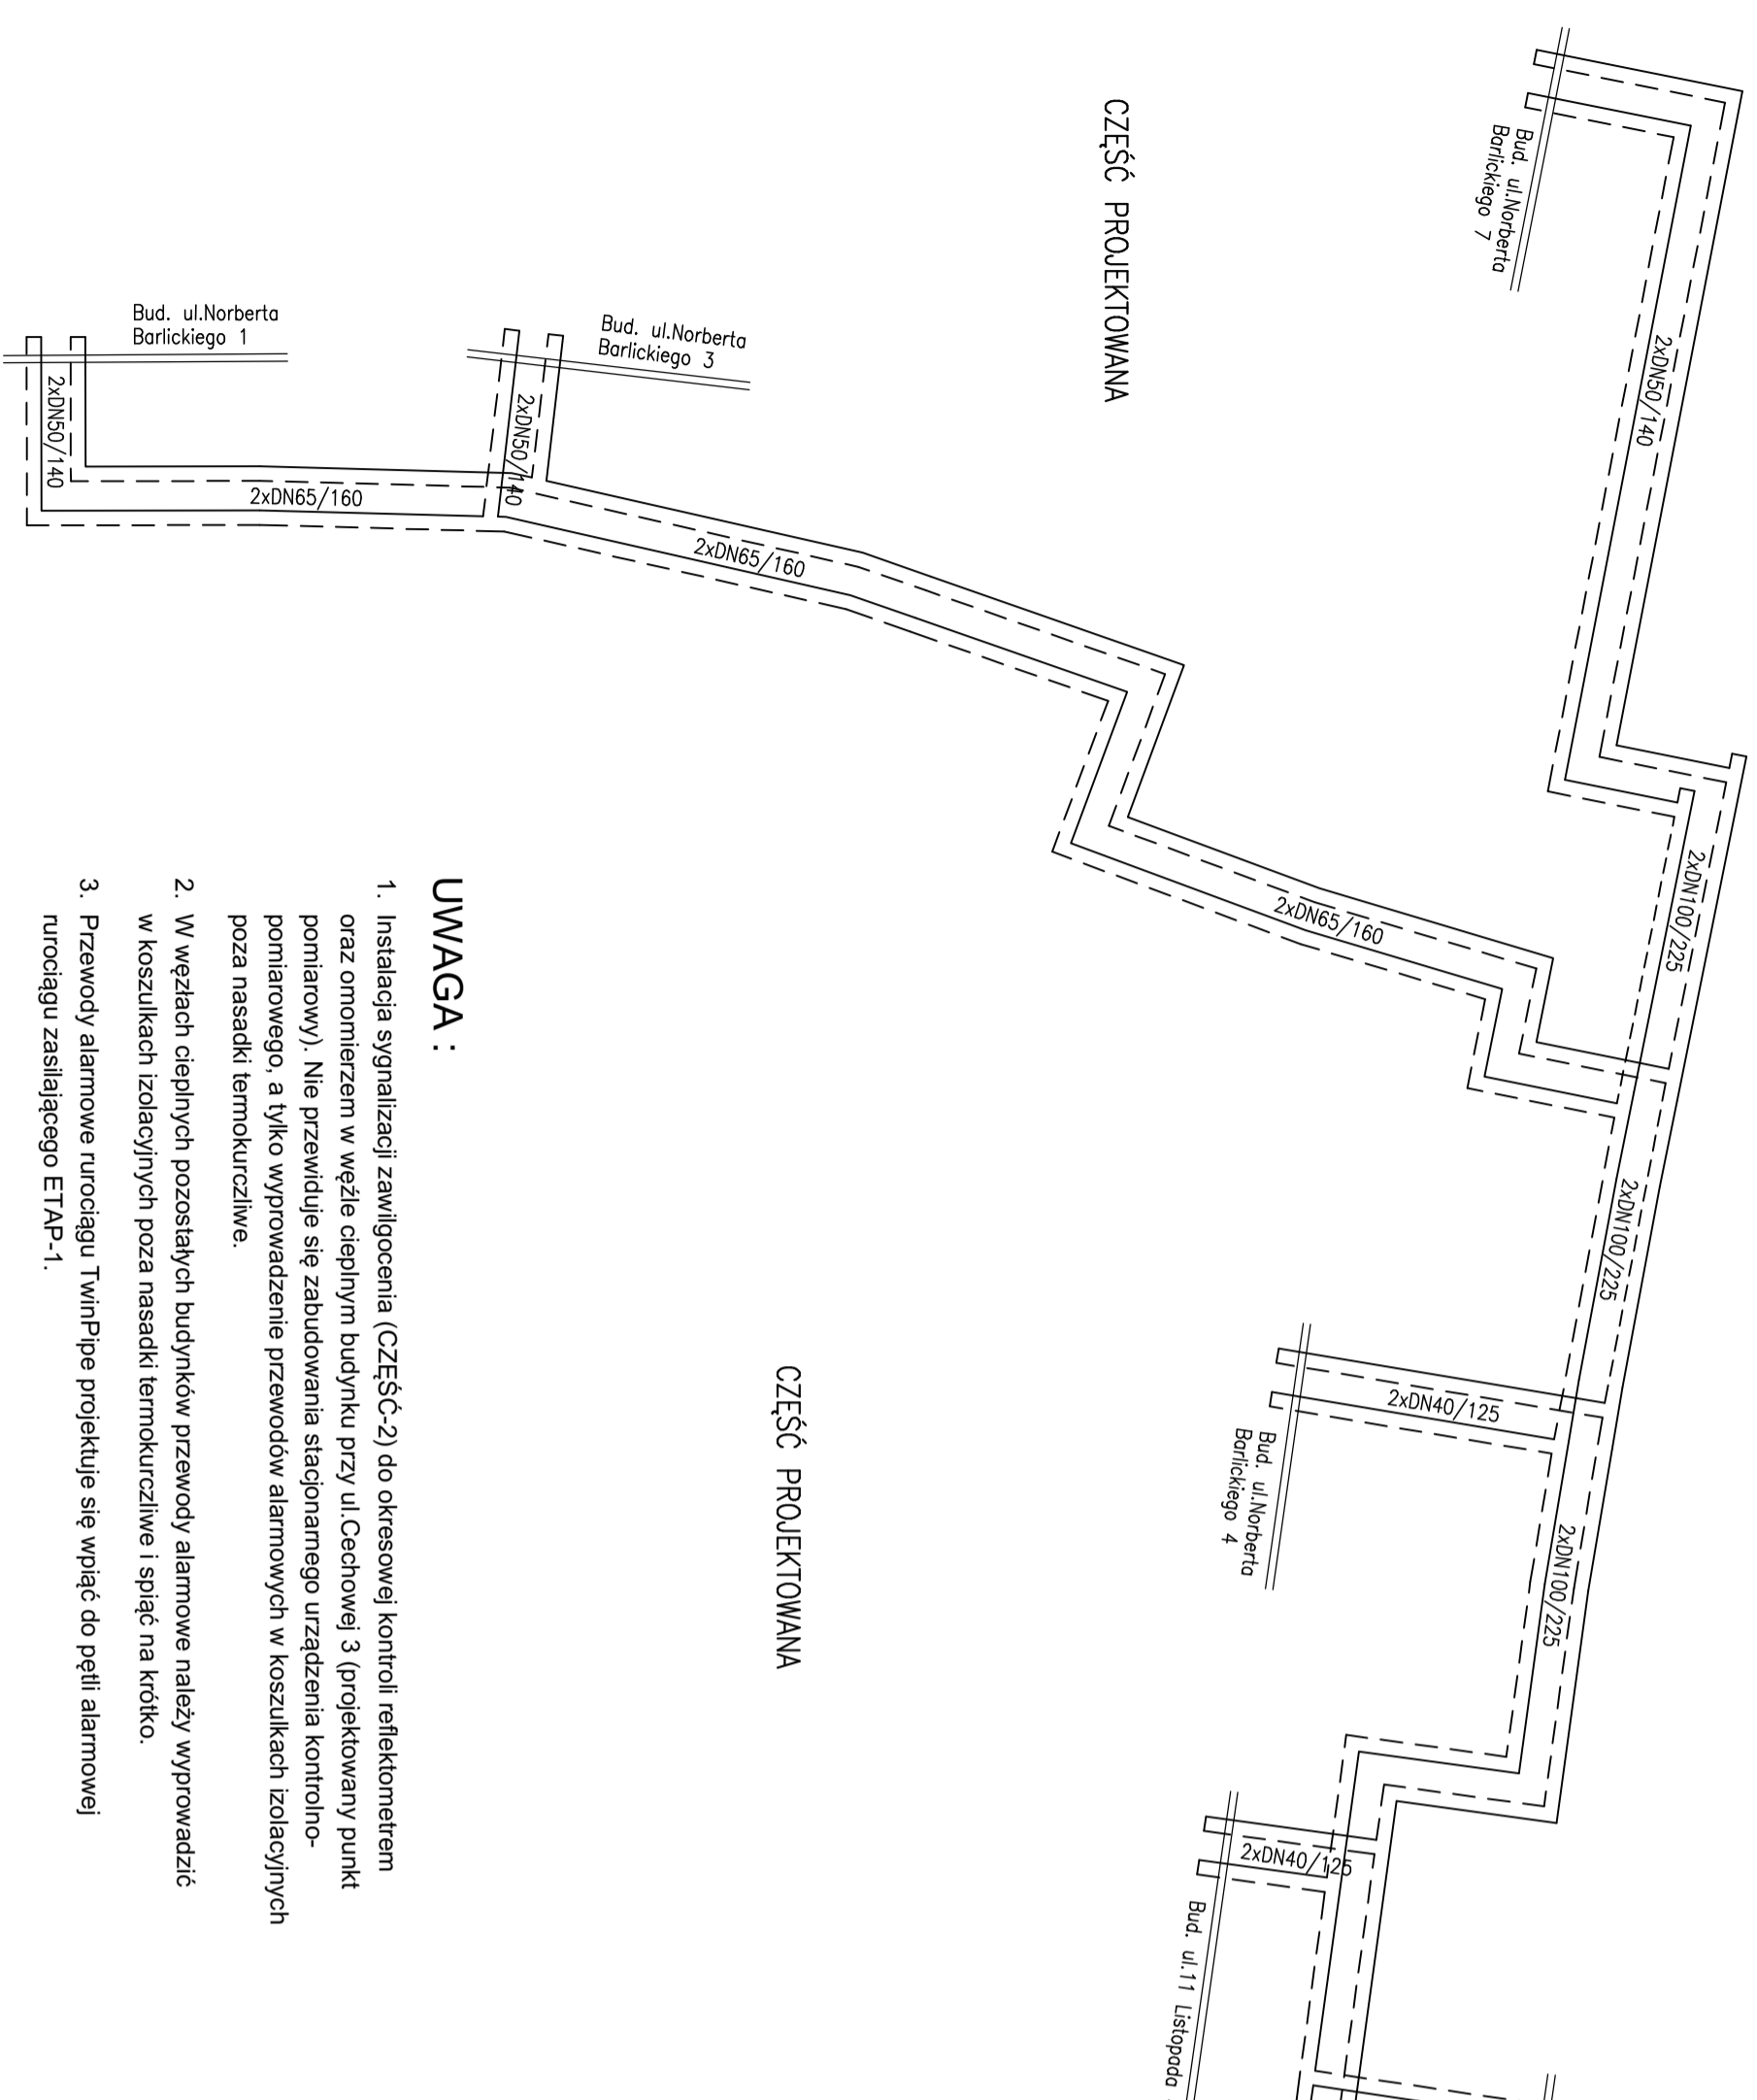 Bud. ul.Norberta
Barlickiego 7
2xDN50/140
CZĘŚĆ PROJEKTOWANA
2xDN100/225
2xDN100/225
2xDN100/225
Bud. ul.Norberta
Barlickiego 1
2xDN50/140
2xDN65/160
Bud. ul.Norberta
Barlickiego 3
2xDN50/140
2xDN65/160
2xDN65/160
2xDN40/125
Bud. ul.Norberta
Barlickiego 4
CZĘŚĆ PROJEKTOWANA
2xDN40/125
Bud. ul.11 Listopada
UWAGA :
1. Instalacja sygnalizacji zawilgocenia (CZĘŚĆ-2) do okresowej kontroli reflektometrem
oraz omomierzem w węźle cieplnym budynku przy ul.Cechowej 3 (projektowany punkt
pomiarowy). Nie przewiduje się zabudowania stacjonarnego urządzenia kontrolno-
pomiarowego, a tylko wyprowadzenie przewodów alarmowych w koszulkach izolacyjnych
poza nasadki termokurczliwe.
2. W węzłach cieplnych pozostałych budynków przewody alarmowe należy wyprowadzić
w koszulkach izolacyjnych poza nasadki termokurczliwe i spiąć na krótko.
3. Przewody alarmowe rurociągu TwinPipe projektuje się wpiąć do pętli alarmowej
rurociągu zasilającego ETAP-1.